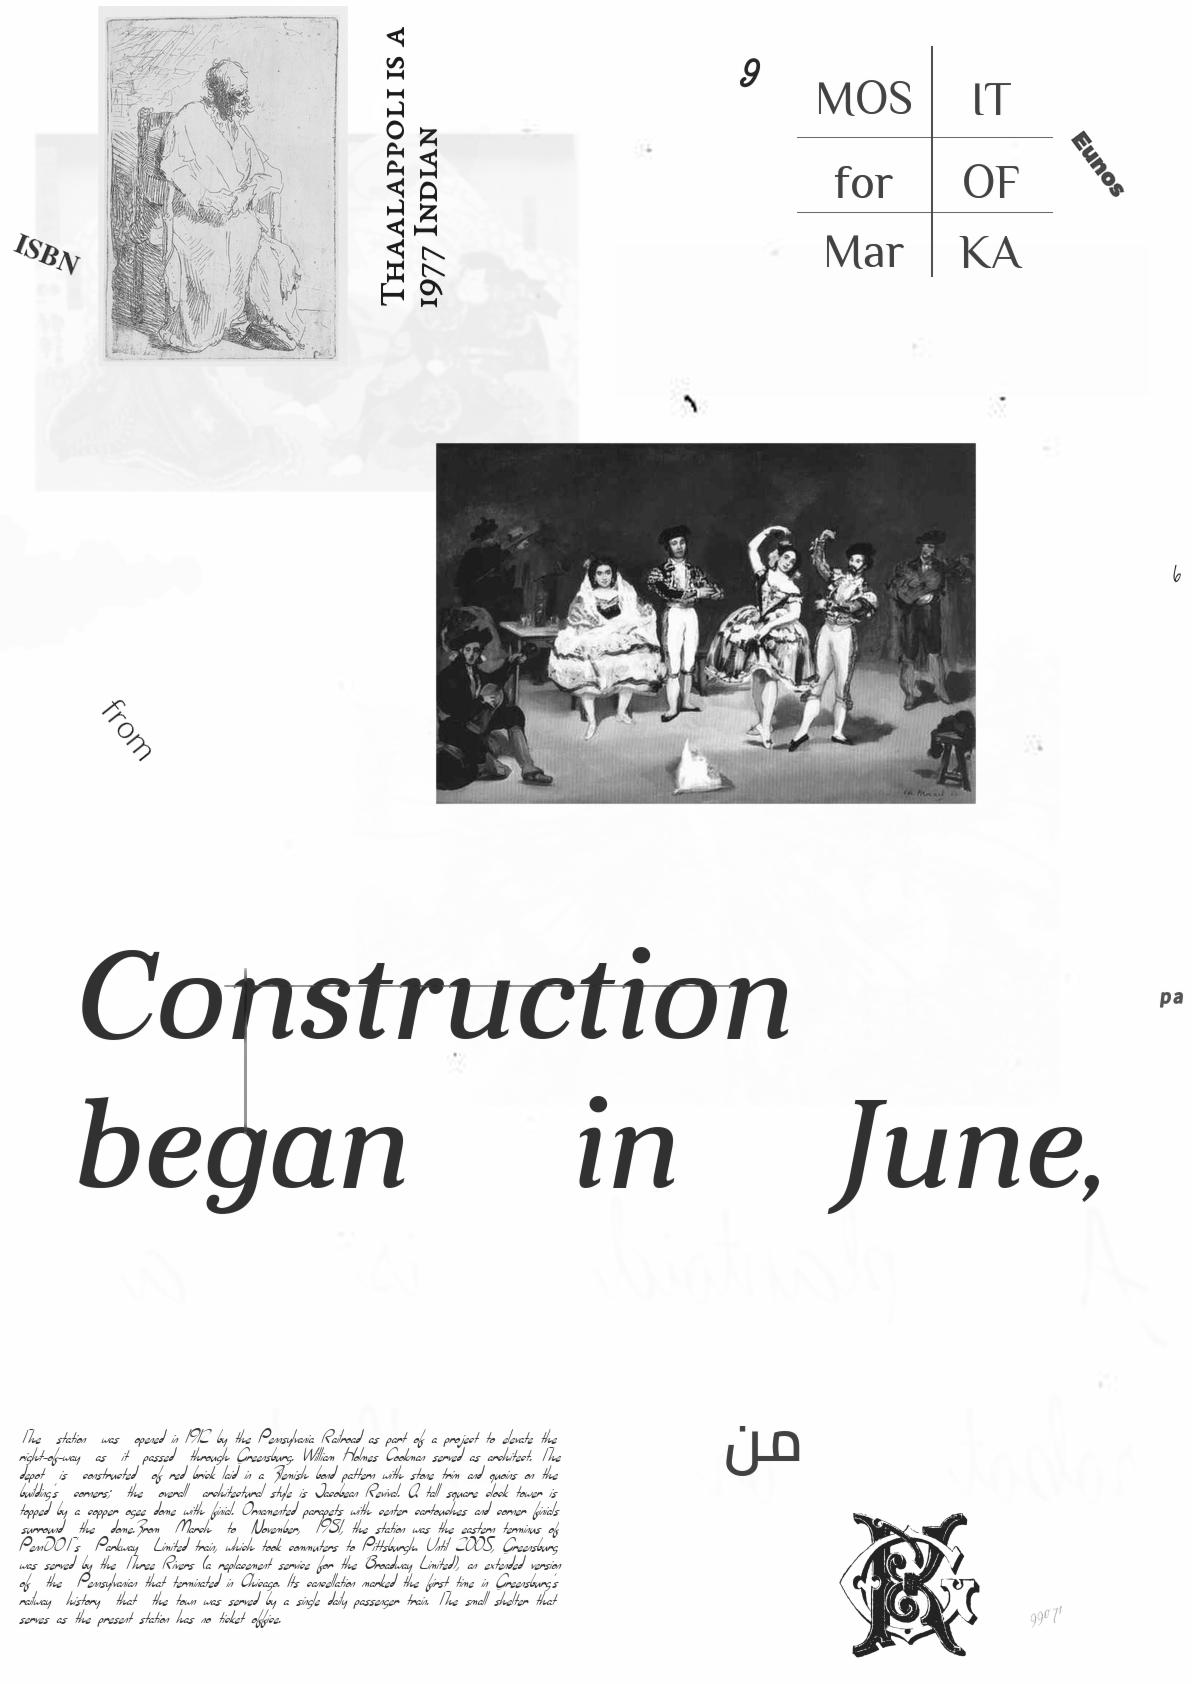 THAALAPPOLI IS A
1977 INDIAN
9
MOS IT
for OF
Mar KA
Eunos
ISBN
6
from
Construction
pa
began in June,
The station was opened in 1912 by the Pennsylvania Railroad as part of a project to elevate the
right-of-way as it passed through Greensburg. William Holmes Cookman served as architect. The
depot is constructed of red brick laid in a Flemish bond pattern with stone trim and quoins on the
building's corners; the overall architectural style is Jacobean Revival. A tall square clock tower is
topped by a copper ogee dome with finial. Ornamented parapets with center cartouches and corner finials
surround the dome.From March to November, 1981, the station was the eastern terminus of
PennDOT's Parkway Limited train, which took commuters to Pittsburgh. Until 2005, Greensburg
was served by the Three Rivers (a replacement service for the Broadway Limited), an extended version
of the Pennsylvanian that terminated in Chicago. Its cancellation marked the first time in Greensburg's
railway history that the town was served by a single daily passenger train. The small shelter that
serves as the present station has no ticket office.
من